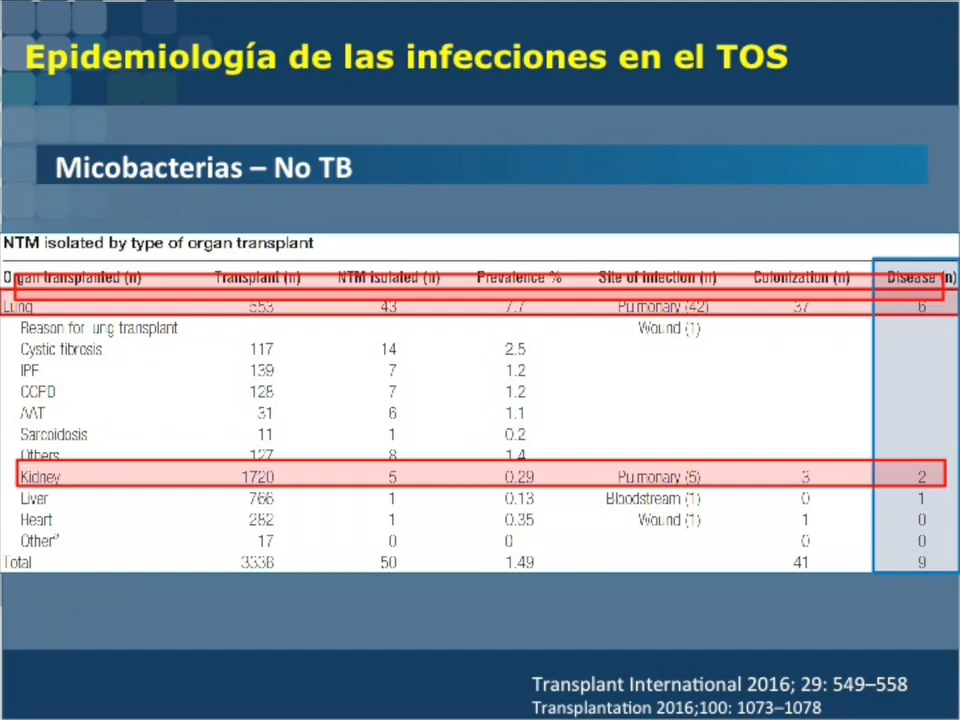 Epidemiología de las infecciones en el TOS
Micobacterias – No TB
NTM isolated by type of organ transplant
Organ transplanted (n) Transplant (n) NTM isolated (n) Prevalence % Site of infection (n) Colonization (n) Disease (n)
Lung 553 43 7.7 Pulmonary (42) 37 6
Reason for lung transplant Wound (1)
Cystic fibrosis 117 14 2.5
IPF 139 7 1.2
COPD 128 7 1.2
AAT 31 6 1.1
Sarcoidosis 11 1 0.2
Others 127 8 1.4
Kidney 1720 5 0.29 Pulmonary (5) 3 2
Liver 766 1 0.13 Bloodstream (1) 0 1
Heart 282 1 0.35 Wound (1) 1 0
Other 17 0 0 0 0
Total 3338 50 1.49 41 9
Transplant International 2016; 29: 549–558
Transplantation 2016;100: 1073–1078